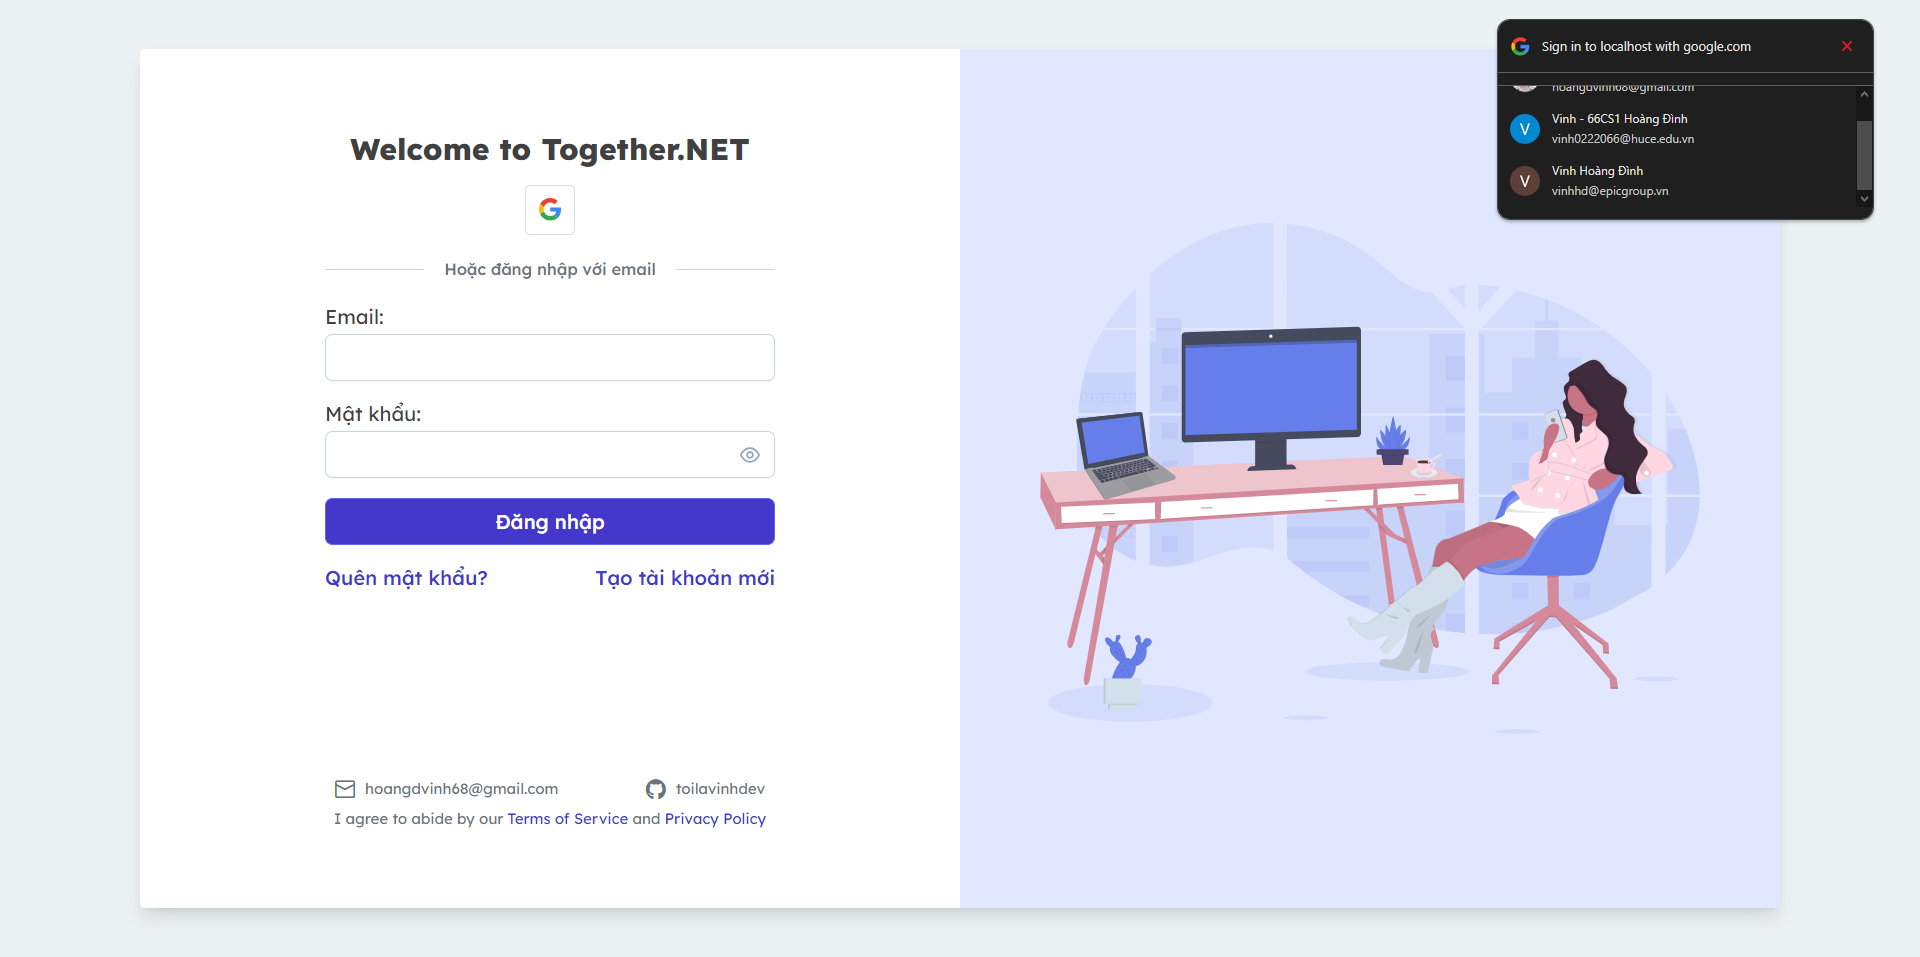 Welcome to Together.NET
Hoặc đăng nhập với email
Email:
Mật khẩu:
Đăng nhập
Quên mật khẩu?
Tạo tài khoản mới
hoangdvinh68@gmail.com
toilavinhdev
I agree to abide by our Terms of Service and Privacy Policy
Sign in to localhost with google.com
hoangdvinh68@gmail.com
V
Vinh - 66CS1 Hoàng Đình
vinh0222066@huce.edu.vn
V
Vinh Hoàng Đình
vinhhd@epicgroup.vn